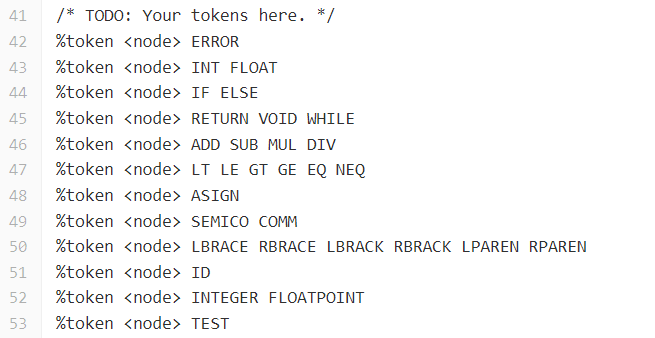 41 /* TODO: Your tokens here. */
42 %token <node> ERROR
43 %token <node> INT FLOAT
44 %token <node> IF ELSE
45 %token <node> RETURN VOID WHILE
46 %token <node> ADD SUB MUL DIV
47 %token <node> LT LE GT GE EQ NEQ
48 %token <node> ASIGN
49 %token <node> SEMICO COMM
50 %token <node> LBRACE RBRACE LBRACK RBRACK LPAREN RPAREN
51 %token <node> ID
52 %token <node> INTEGER FLOATPOINT
53 %token <node> TEST